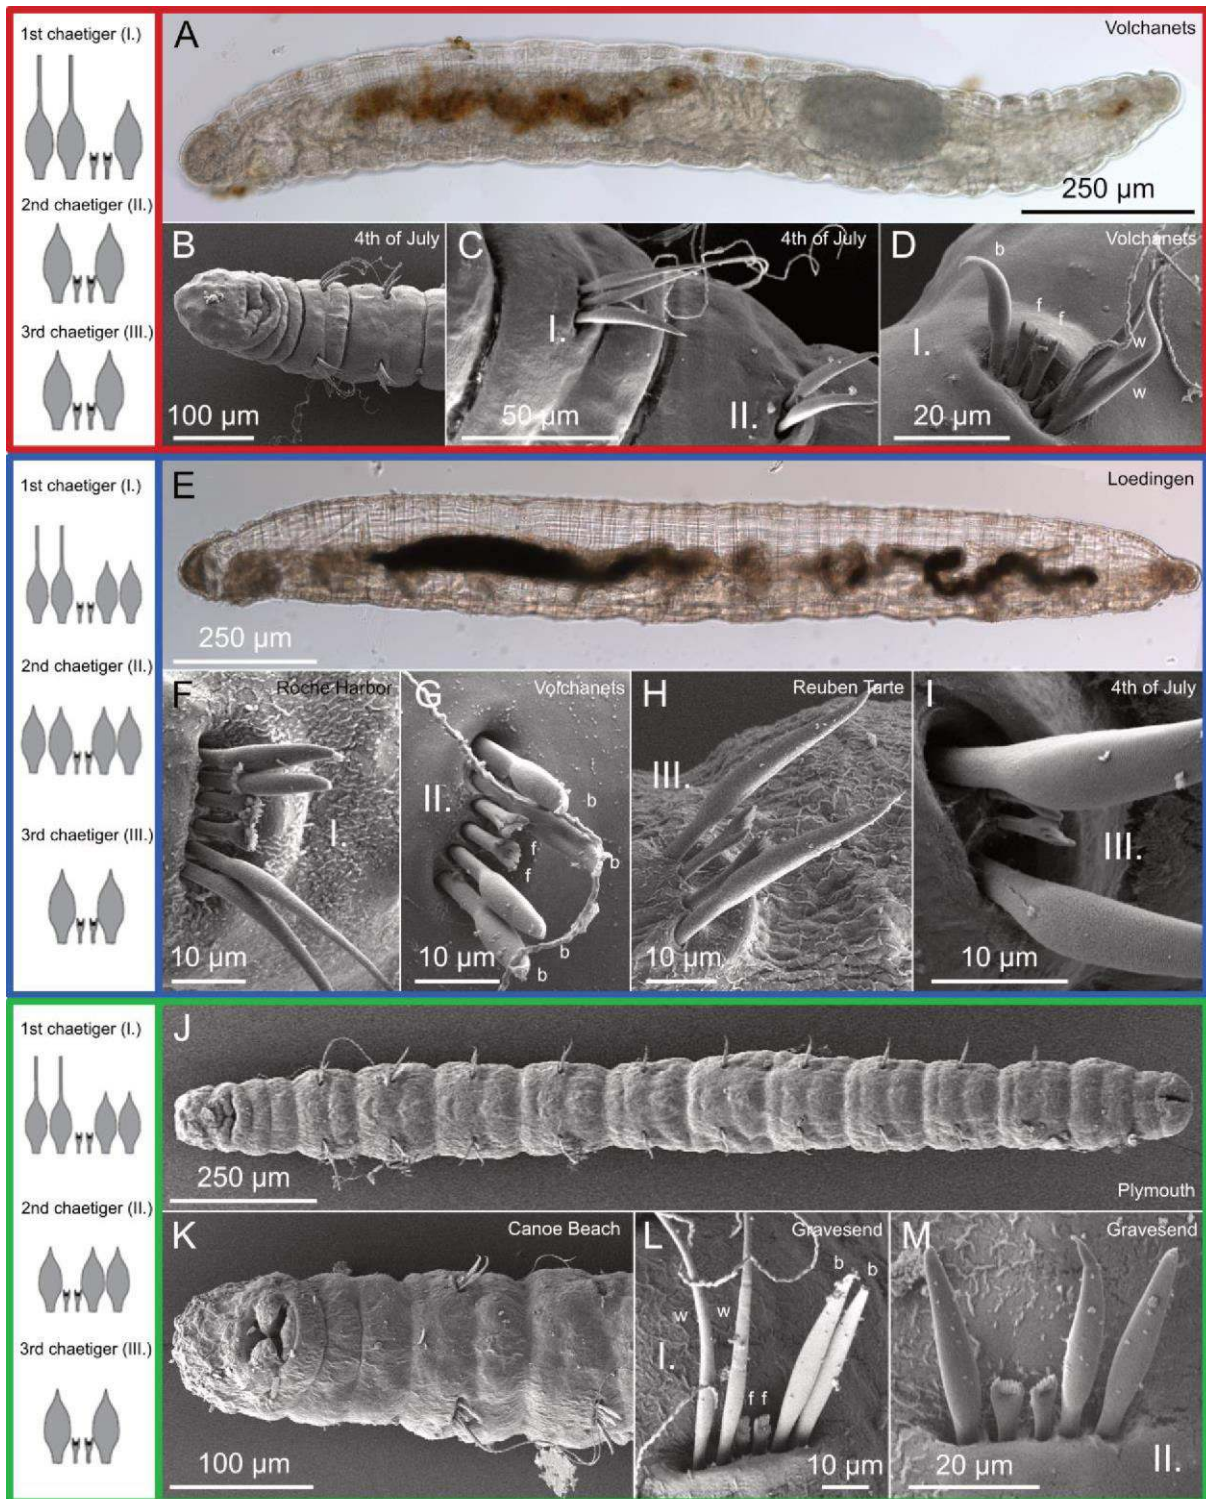 1st chaetiger (I.)
2nd chaetiger (II.)
3rd chaetiger (III.)
A
Volchanets
250 µm
B
4th of July
100 µm
C
4th of July
I.
II.
50 µm
D
Volchanets
b
f
f
I.
w
w
20 µm
1st chaetiger (I.)
2nd chaetiger (II.)
3rd chaetiger (III.)
E
Loedingen
250 µm
F
Roche Harbor
I
10 µm
G
Volchanets
II.
b
f
f
b
b
b
10 µm
H
Reuben Tarte
III.
10 µm
I
4th of July
III.
10 µm
1st chaetiger (I.)
2nd chaetiger (II.)
3rd chaetiger (III.)
J
250 µm
Plymouth
K
Canoe Beach
100 µm
L
Gravesend
b
b
w
w
I.
f f
10 µm
M
Gravesend
20 µm
II.